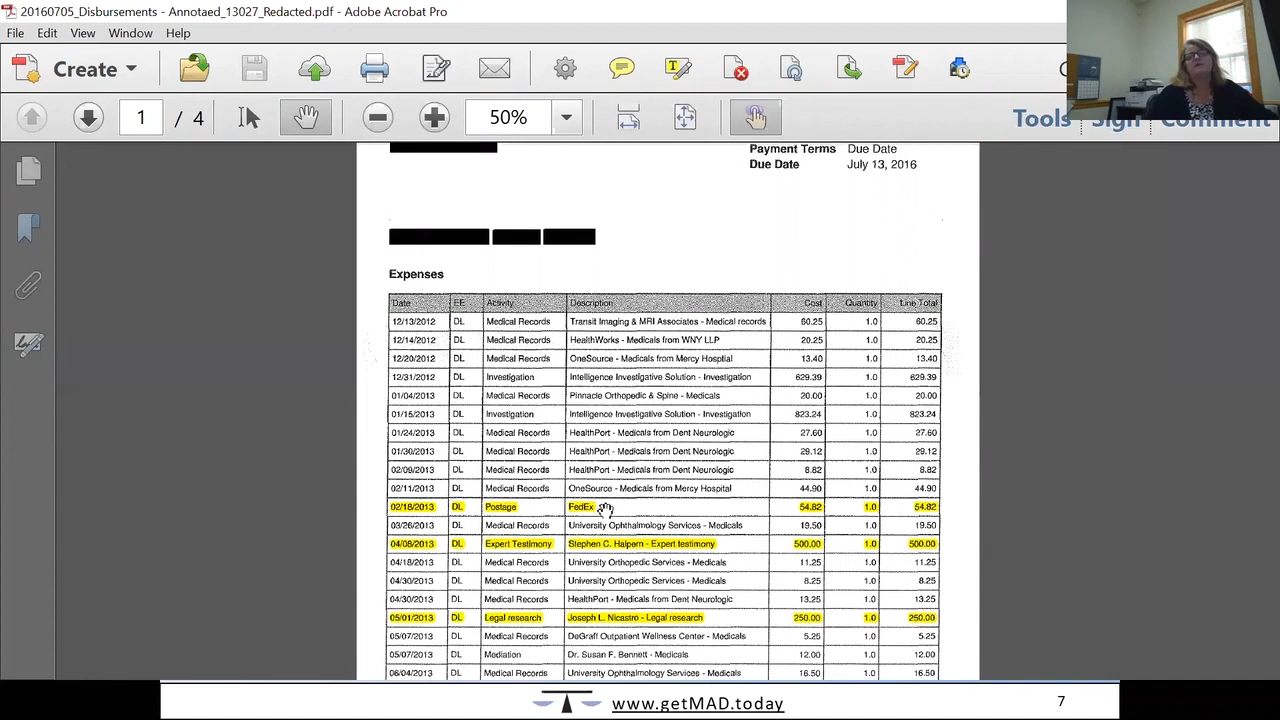 20160705_Disbursements - Annotaed_13027_Redacted.pdf - Adobe Acrobat Pro
File Edit View Window Help
Create
1 / 4 50% Tools Sign Comment
Payment Terms Due Date
Due Date July 13, 2016
Expenses
Date EE Activity Description Cost Quantity Line Total
12/13/2012 DL Medical Records Transit Imaging & MRI Associates - Medical records 60.25 1.0 60.25
12/14/2012 DL Medical Records HealthWorks - Medicals from WNY LLP 20.25 1.0 20.25
12/20/2012 DL Medical Records OneSource - Medicals from Mercy Hosptial 13.40 1.0 13.40
12/31/2012 DL Investigation Intelligence Investigative Solution - Investigation 629.39 1.0 629.39
01/04/2013 DL Medical Records Pinnacle Orthopedic & Spine - Medicals 20.00 1.0 20.00
01/15/2013 DL Investigation Intelligence Investigative Solution - Investigation 823.24 1.0 823.24
01/24/2013 DL Medical Records HealthPort - Medicals from Dent Neurologic 27.60 1.0 27.60
01/30/2013 DL Medical Records HealthPort - Medicals from Dent Neurologic 29.12 1.0 29.12
02/09/2013 DL Medical Records HealthPort - Medicals from Dent Neurologic 8.82 1.0 8.82
02/11/2013 DL Medical Records OneSource - Medicals from Mercy Hospital 44.90 1.0 44.90
02/18/2013 DL Postage FedEx 54.82 1.0 54.82
03/26/2013 DL Medical Records University Ophthalmology Services - Medicals 19.50 1.0 19.50
04/08/2013 DL Expert Testimony Stephen C. Halpern - Expert testimony 500.00 1.0 500.00
04/18/2013 DL Medical Records University Orthopedic Services - Medicals 11.25 1.0 11.25
04/30/2013 DL Medical Records University Orthopedic Services - Medicals 8.25 1.0 8.25
04/30/2013 DL Medical Records HealthPort - Medicals from Dent Neurologic 13.25 1.0 13.25
05/01/2013 DL Legal research Joseph L. Nicastro - Legal research 250.00 1.0 250.00
05/07/2013 DL Medical Records DeGraff Outpatient Wellness Center - Medicals 5.25 1.0 5.25
05/07/2013 DL Mediation Dr. Susan F. Bennett - Medicals 12.00 1.0 12.00
06/04/2013 DL Medical Records University Ophthalmology Services - Medicals 16.50 1.0 16.50
www.getMAD.today 7